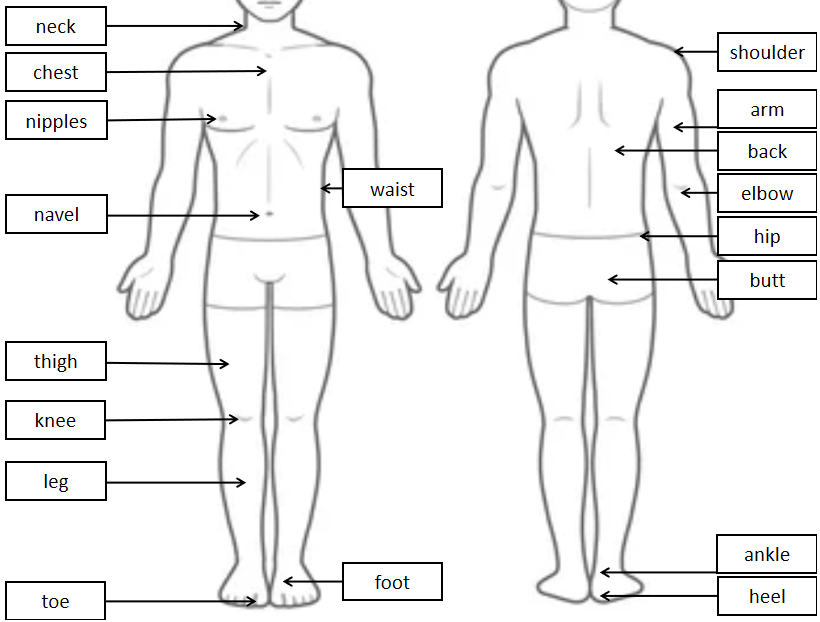 neck
chest
nipples
navel
thigh
knee
leg
toe
waist
foot
shoulder
arm
back
elbow
hip
butt
ankle
heel